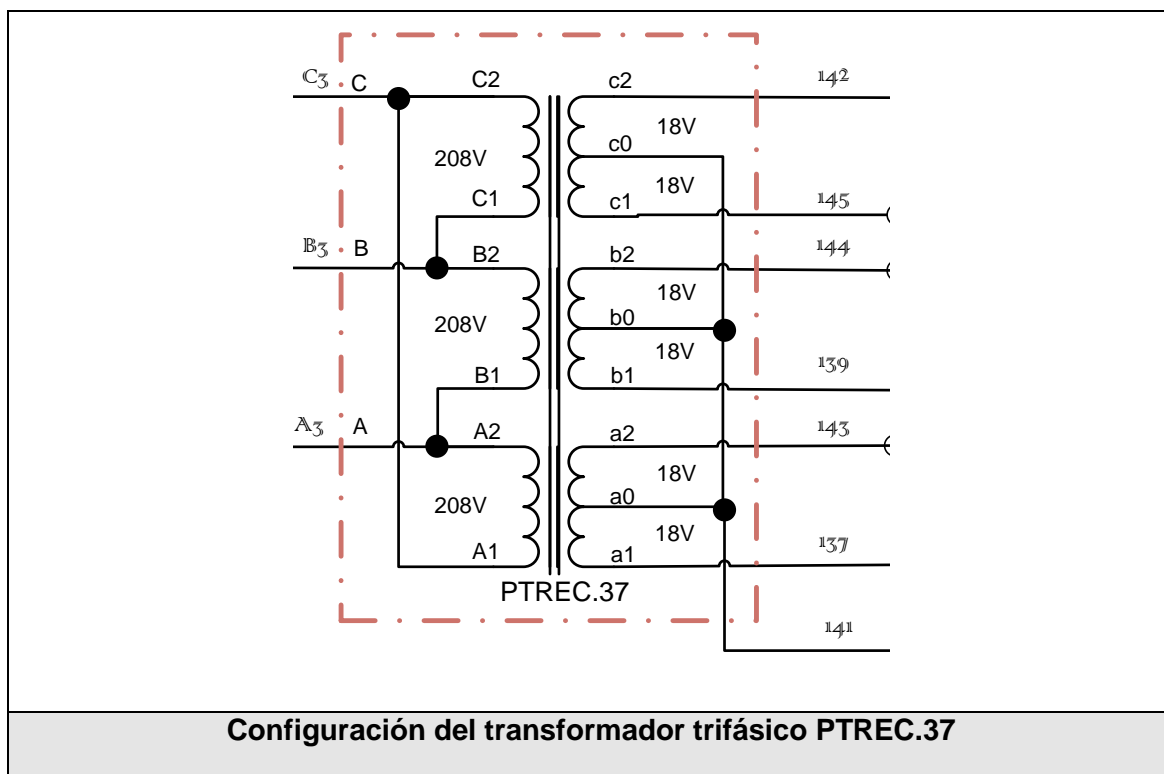 C3 C C2 c2 142
18V
208V c0
18V
C1 c1 145
B3 B B2 b2 144
18V
208V b0
18V
B1 b1 139
A3 A A2 a2 143
18V
208V a0
18V
A1 a1 137
PTREC.37
141
Configuración del transformador trifásico PTREC.37